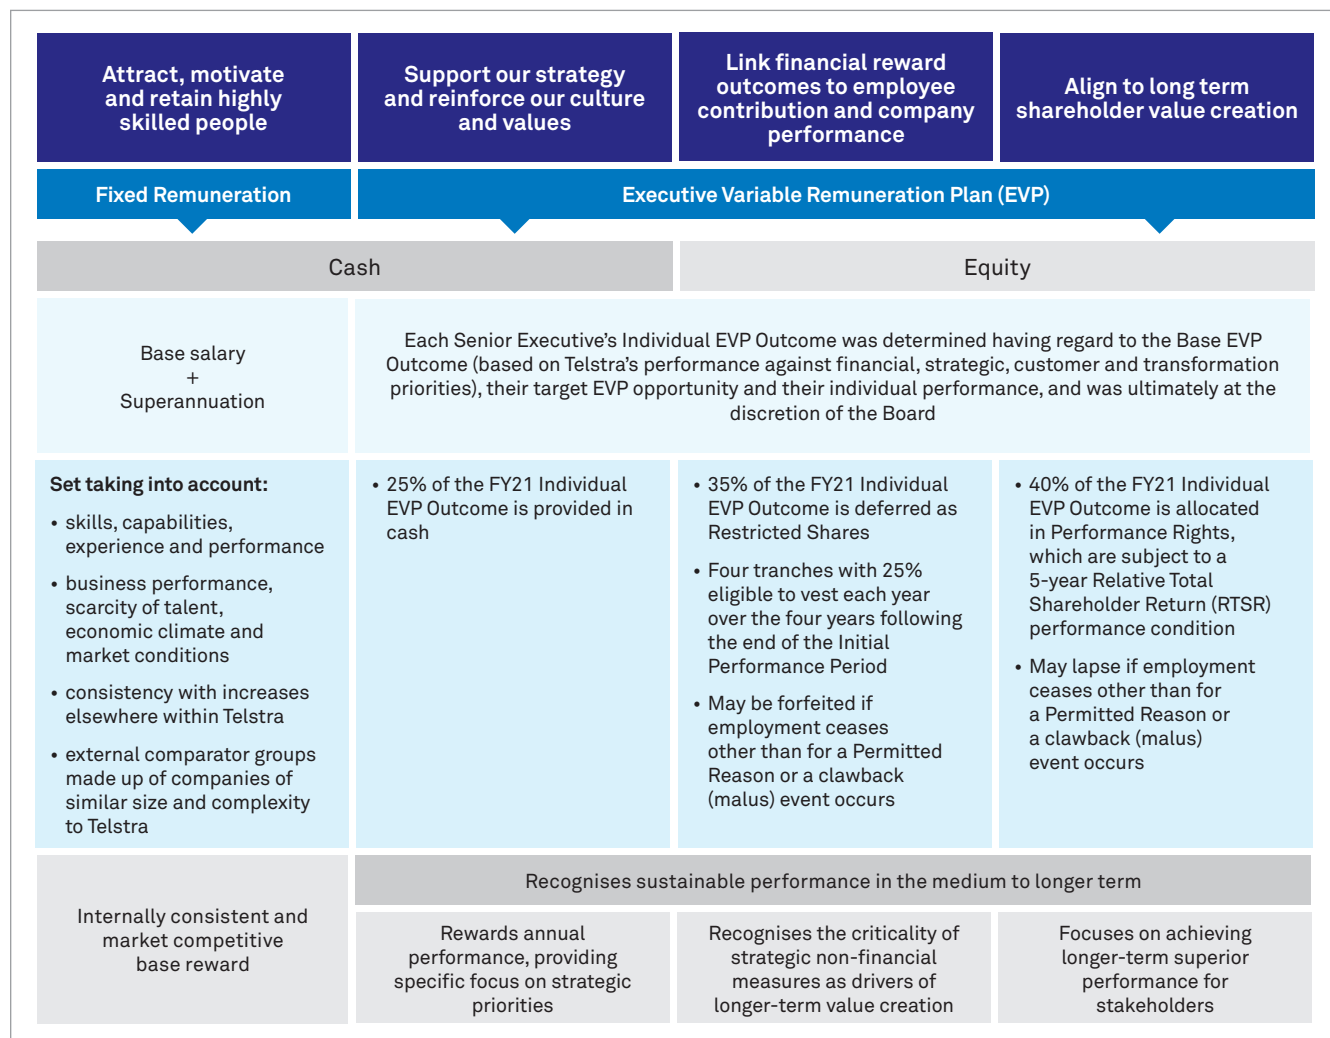 Attract, motivate
and retain highly
skilled people
Support our strategy
and reinforce our culture
and values
Link financial reward
outcomes to employee
contribution and company
performance
Align to long term
shareholder value creation
Fixed Remuneration
Executive Variable Remuneration Plan (EVP)
Cash
Equity
Base salary
+
Superannuation
Each Senior Executive’s Individual EVP Outcome was determined having regard to the Base EVP
Outcome (based on Telstra’s performance against financial, strategic, customer and transformation
priorities), their target EVP opportunity and their individual performance, and was ultimately at the
discretion of the Board
Set taking into account:
• skills, capabilities,
experience and performance
• business performance,
scarcity of talent,
economic climate and
market conditions
• consistency with increases
elsewhere within Telstra
• external comparator groups
made up of companies of
similar size and complexity
to Telstra
• 25% of the FY21 Individual
EVP Outcome is provided in
cash
• 35% of the FY21 Individual
EVP Outcome is deferred as
Restricted Shares
• Four tranches with 25%
eligible to vest each year
over the four years following
the end of the Initial
Performance Period
• May be forfeited if
employment ceases
other than for a Permitted
Reason or a clawback
(malus) event occurs
• 40% of the FY21 Individual
EVP Outcome is allocated
in Performance Rights,
which are subject to a
5-year Relative Total
Shareholder Return (RTSR)
performance condition
• May lapse if employment
ceases other than for
a Permitted Reason or
a clawback (malus)
event occurs
Internally consistent and
market competitive
base reward
Recognises sustainable performance in the medium to longer term
Rewards annual
performance, providing
specific focus on strategic
priorities
Recognises the criticality of
strategic non-financial
measures as drivers of
longer-term value creation
Focuses on achieving
longer-term superior
performance for
stakeholders